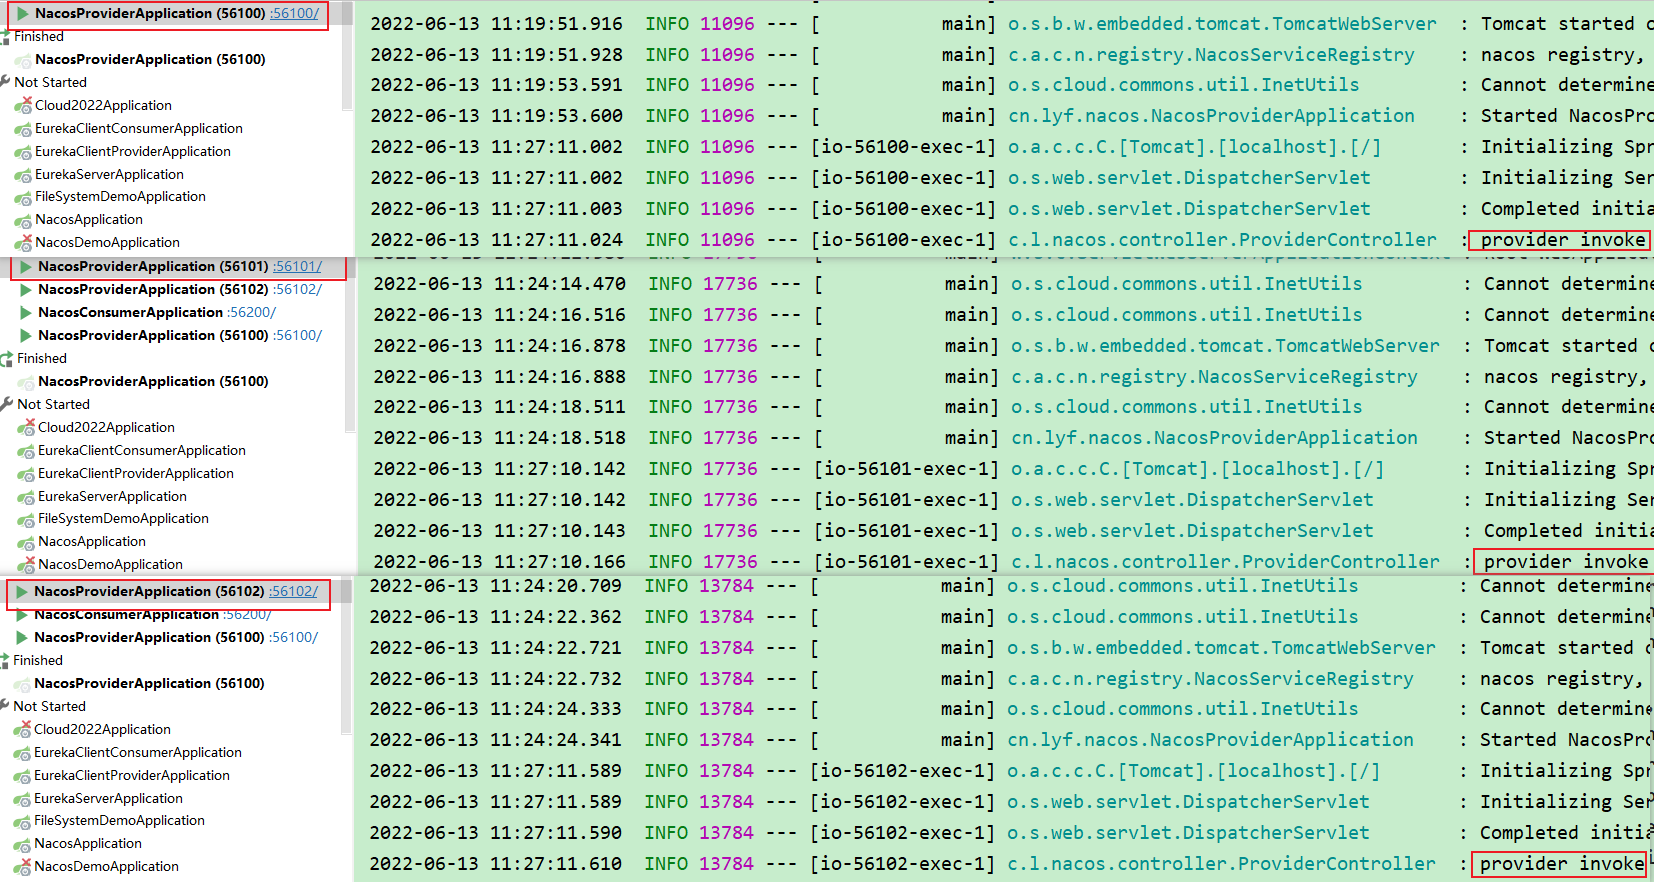 NacosProviderApplication (56100) :56100/
Finished
NacosProviderApplication (56100)
Not Started
Cloud2022Application
EurekaClientConsumerApplication
EurekaClientProviderApplication
EurekaServerApplication
FileSystemDemoApplication
NacosApplication
NacosDemoApplication
2022-06-13 11:19:51.916 INFO 11096 --- [ main] o.s.b.w.embedded.tomcat.TomcatWebServer : Tomcat started
2022-06-13 11:19:51.928 INFO 11096 --- [ main] c.a.c.n.registry.NacosServiceRegistry : nacos registry,
2022-06-13 11:19:53.591 INFO 11096 --- [ main] o.s.cloud.commons.util.InetUtils : Cannot determine
2022-06-13 11:19:53.600 INFO 11096 --- [ main] cn.lyf.nacos.NacosProviderApplication : Started NacosPro
2022-06-13 11:27:11.002 INFO 11096 --- [io-56100-exec-1] o.a.c.c.C.[Tomcat].[localhost].[/] : Initializing Spr
2022-06-13 11:27:11.002 INFO 11096 --- [io-56100-exec-1] o.s.web.servlet.DispatcherServlet : Initializing Ser
2022-06-13 11:27:11.003 INFO 11096 --- [io-56100-exec-1] o.s.web.servlet.DispatcherServlet : Completed initia
2022-06-13 11:27:11.024 INFO 11096 --- [io-56100-exec-1] c.l.nacos.controller.ProviderController : provider invoke
NacosProviderApplication (56101) :56101/
NacosProviderApplication (56102) :56102/
NacosConsumerApplication :56200/
NacosProviderApplication (56100) :56100/
Finished
NacosProviderApplication (56100)
Not Started
Cloud2022Application
EurekaClientConsumerApplication
EurekaClientProviderApplication
EurekaServerApplication
FileSystemDemoApplication
NacosApplication
NacosDemoApplication
2022-06-13 11:24:14.470 INFO 17736 --- [ main] o.s.cloud.commons.util.InetUtils : Cannot determine
2022-06-13 11:24:16.516 INFO 17736 --- [ main] o.s.cloud.commons.util.InetUtils : Cannot determine
2022-06-13 11:24:16.878 INFO 17736 --- [ main] o.s.b.w.embedded.tomcat.TomcatWebServer : Tomcat started
2022-06-13 11:24:16.888 INFO 17736 --- [ main] c.a.c.n.registry.NacosServiceRegistry : nacos registry,
2022-06-13 11:24:18.511 INFO 17736 --- [ main] o.s.cloud.commons.util.InetUtils : Cannot determine
2022-06-13 11:24:18.518 INFO 17736 --- [ main] cn.lyf.nacos.NacosProviderApplication : Started NacosPro
2022-06-13 11:27:10.142 INFO 17736 --- [io-56101-exec-1] o.a.c.c.C.[Tomcat].[localhost].[/] : Initializing Spr
2022-06-13 11:27:10.142 INFO 17736 --- [io-56101-exec-1] o.s.web.servlet.DispatcherServlet : Initializing Ser
2022-06-13 11:27:10.143 INFO 17736 --- [io-56101-exec-1] o.s.web.servlet.DispatcherServlet : Completed initia
2022-06-13 11:27:10.166 INFO 17736 --- [io-56101-exec-1] c.l.nacos.controller.ProviderController : provider invoke
NacosProviderApplication (56102) :56102/
NacosConsumerApplication :56200/
NacosProviderApplication (56100) :56100/
Finished
NacosProviderApplication (56100)
Not Started
Cloud2022Application
EurekaClientConsumerApplication
EurekaClientProviderApplication
EurekaServerApplication
FileSystemDemoApplication
NacosApplication
NacosDemoApplication
2022-06-13 11:24:20.709 INFO 13784 --- [ main] o.s.cloud.commons.util.InetUtils : Cannot determine
2022-06-13 11:24:22.362 INFO 13784 --- [ main] o.s.cloud.commons.util.InetUtils : Cannot determine
2022-06-13 11:24:22.721 INFO 13784 --- [ main] o.s.b.w.embedded.tomcat.TomcatWebServer : Tomcat started
2022-06-13 11:24:22.732 INFO 13784 --- [ main] c.a.c.n.registry.NacosServiceRegistry : nacos registry,
2022-06-13 11:24:24.333 INFO 13784 --- [ main] o.s.cloud.commons.util.InetUtils : Cannot determine
2022-06-13 11:24:24.341 INFO 13784 --- [ main] cn.lyf.nacos.NacosProviderApplication : Started NacosPro
2022-06-13 11:27:11.589 INFO 13784 --- [io-56102-exec-1] o.a.c.c.C.[Tomcat].[localhost].[/] : Initializing Spr
2022-06-13 11:27:11.589 INFO 13784 --- [io-56102-exec-1] o.s.web.servlet.DispatcherServlet : Initializing Ser
2022-06-13 11:27:11.590 INFO 13784 --- [io-56102-exec-1] o.s.web.servlet.DispatcherServlet : Completed initia
2022-06-13 11:27:11.610 INFO 13784 --- [io-56102-exec-1] c.l.nacos.controller.ProviderController : provider invoke